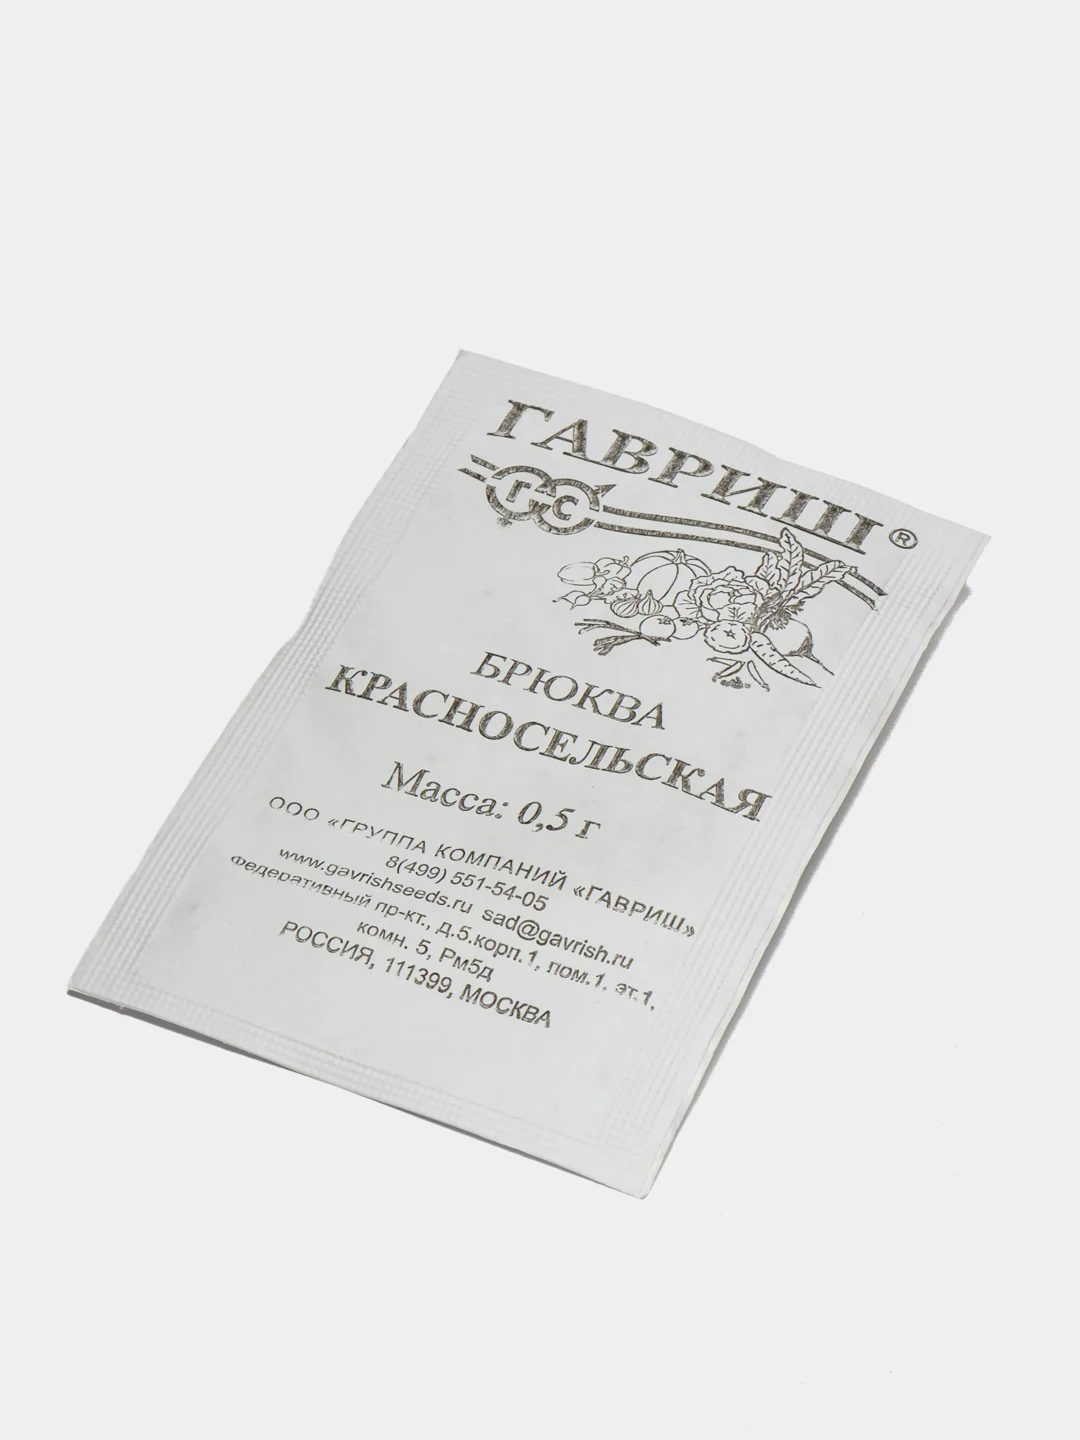 ГАВРИШ®
ГС
БРЮКВА
КРАСНОСЕЛЬСКАЯ
Масса: 0,5 г
ООО «ГРУППА КОМПАНИЙ «ГАВРИШ»
8(499) 551-54-05
www.gavrishseeds.ru sad@gavrish.ru
Федеративный пр-кт., д.5.корп.1, пом.1, эт.1,
комн. 5, Рм5д
РОССИЯ, 111399, МОСКВА